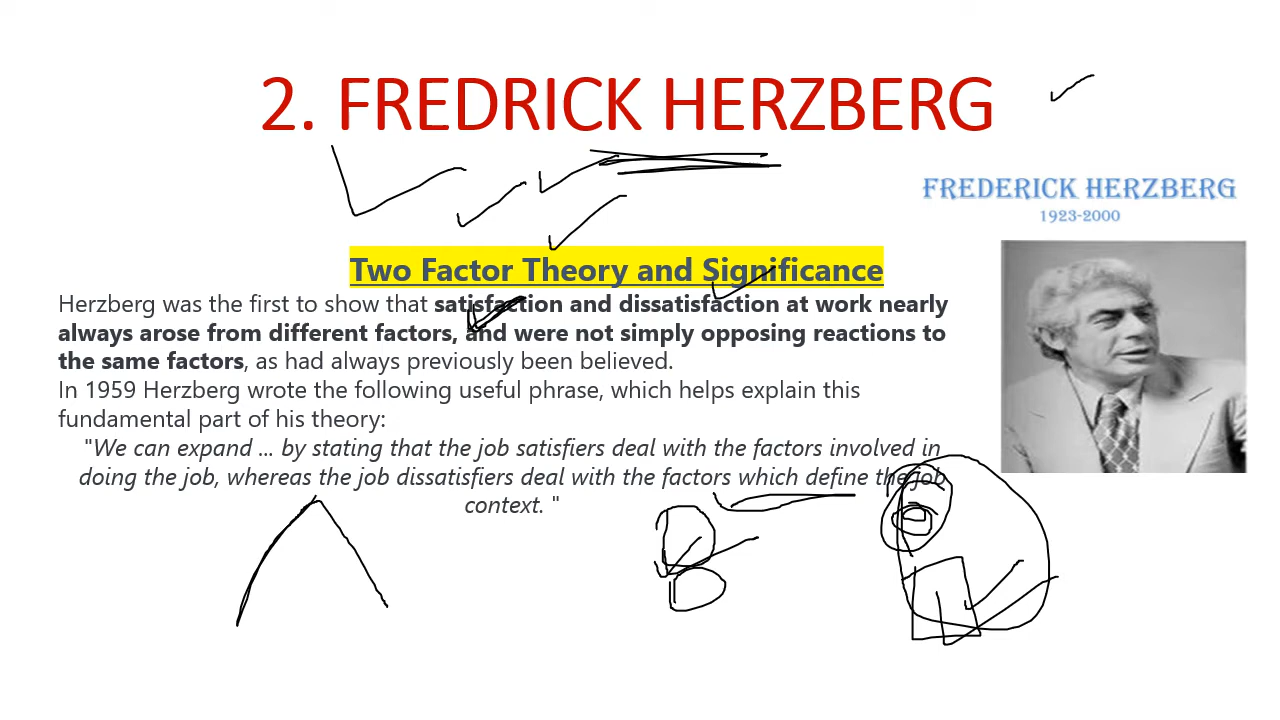 2. FREDRICK HERZBERG
FREDERICK HERZBERG
1923-2000
Two Factor Theory and Significance
Herzberg was the first to show that satisfaction and dissatisfaction at work nearly
always arose from different factors, and were not simply opposing reactions to
the same factors, as had always previously been believed.
In 1959 Herzberg wrote the following useful phrase, which helps explain this
fundamental part of his theory:
"We can expand ... by stating that the job satisfiers deal with the factors involved in
doing the job, whereas the job dissatisfiers deal with the factors which define the job
context. "